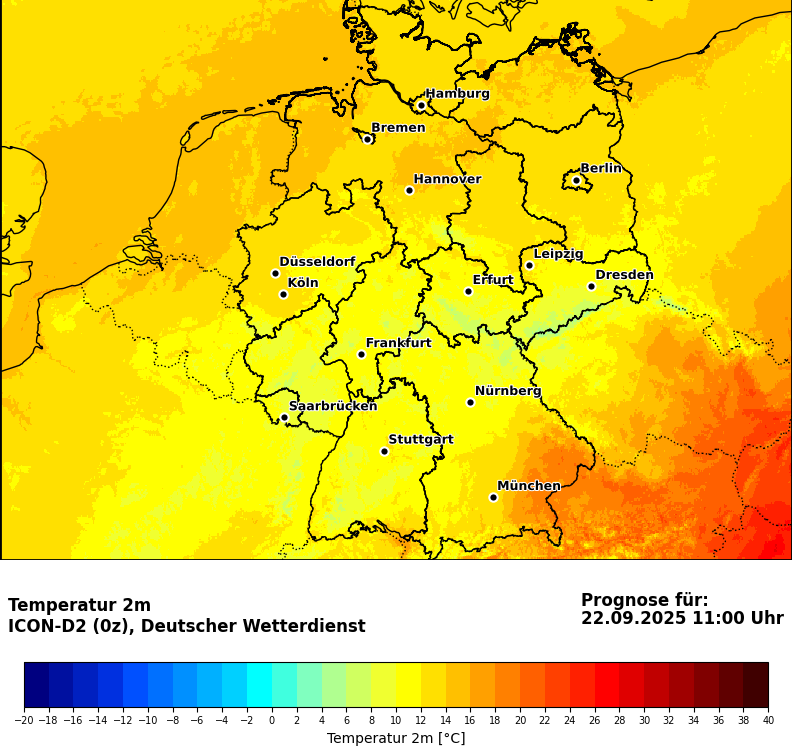 Hamburg
Bremen
Berlin
Hannover
Leipzig
Düsseldorf
Dresden
Köln
Erfurt
Frankfurt
Nürnberg
Saarbrücken
Stuttgart
München
Temperatur 2m
ICON-D2 (0z), Deutscher Wetterdienst
Prognose für:
22.09.2025 11:00 Uhr
−20 −18 −16 −14 −12 −10 −8 −6 −4 −2 0 2 4 6 8 10 12 14 16 18 20 22 24 26 28 30 32 34 36 38 40
Temperatur 2m [°C]